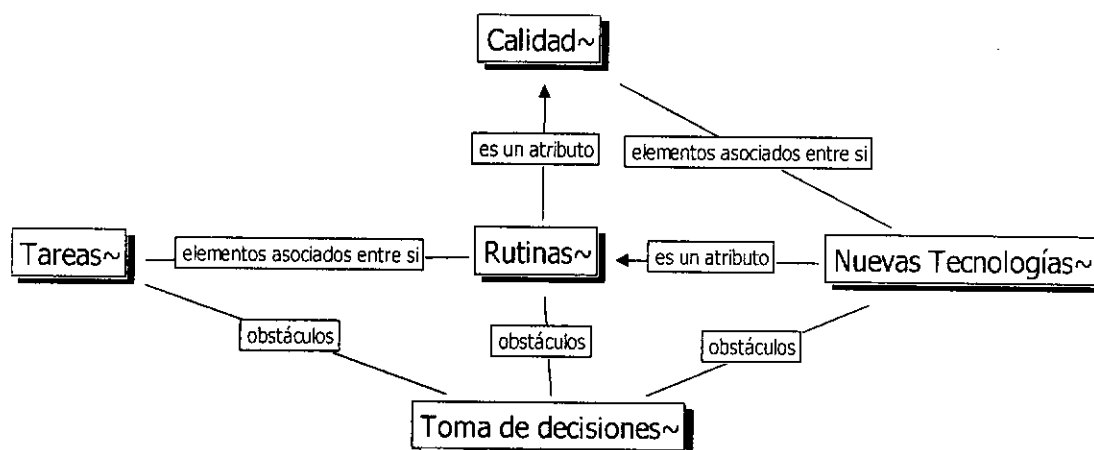 Calidad~
es un atributo
elementos asociados entre si
Tareas~
elementos asociados entre si
Rutinas~
es un atributo
Nuevas Tecnologías~
obstáculos
obstáculos
obstáculos
Toma de decisiones~